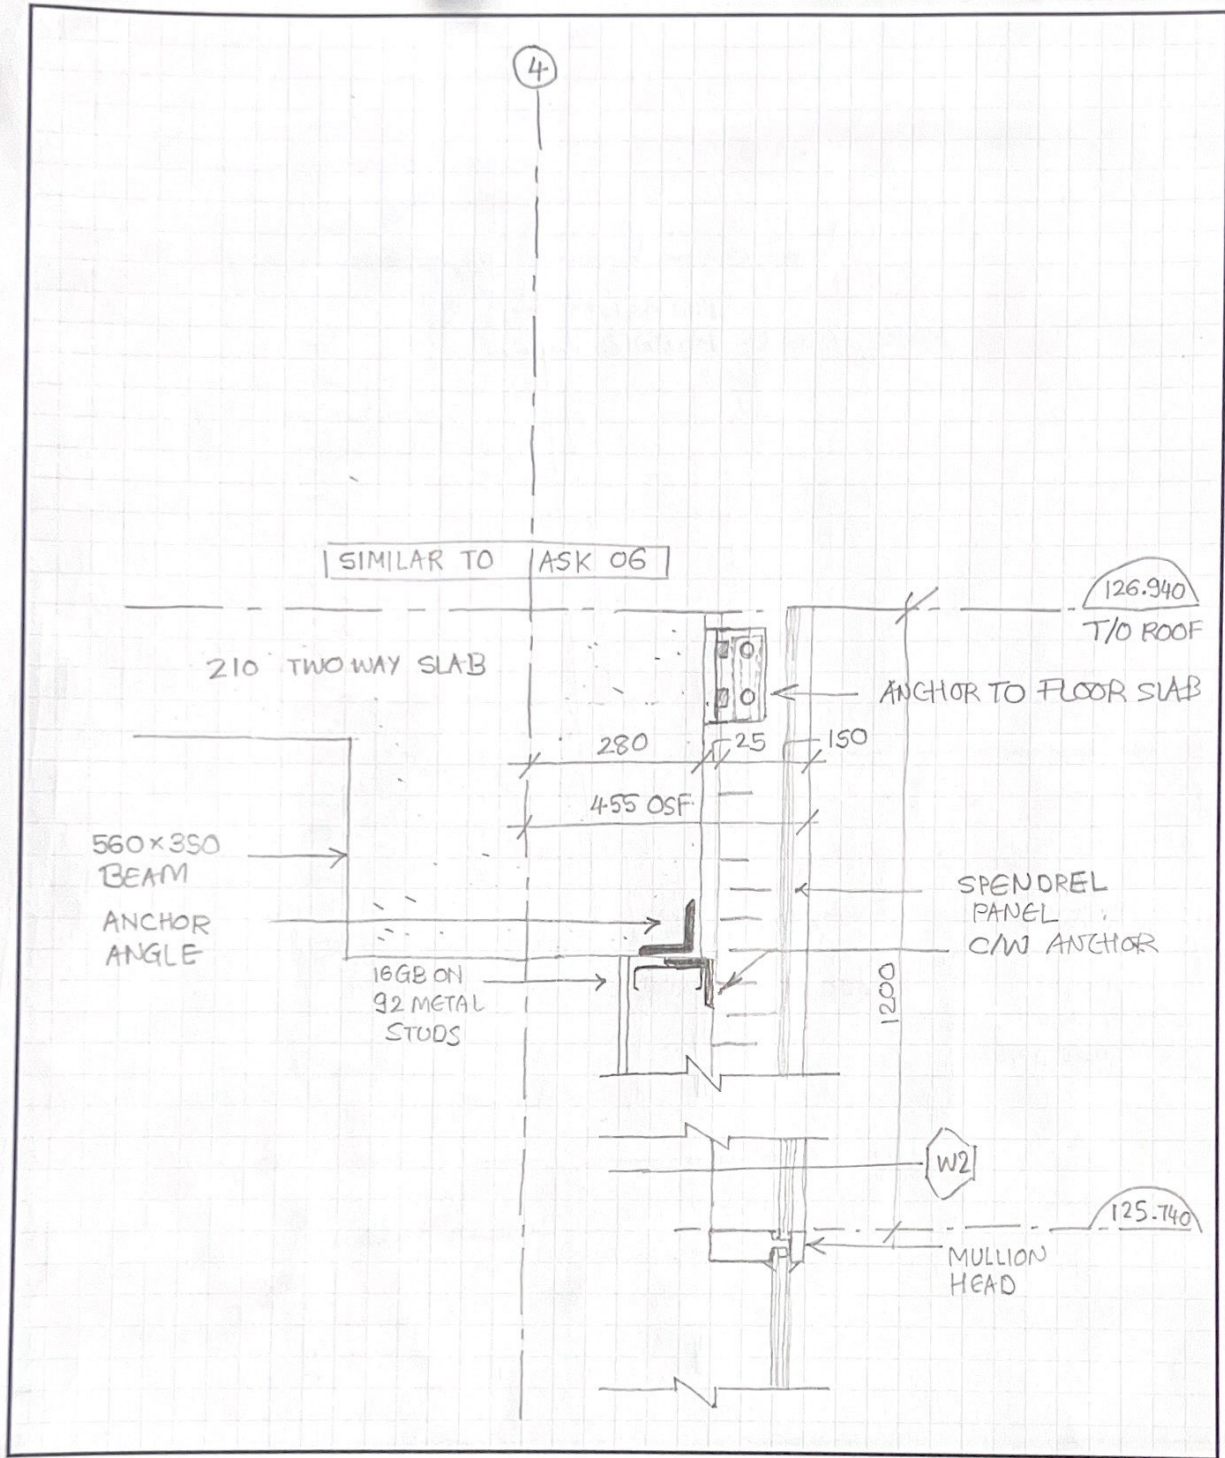 4
SIMILAR TO ASK 06
126.940
T/O ROOF
210 TWO WAY SLAB
ANCHOR TO FLOOR SLAB
280
25
150
455 OSF
560×350
BEAM
ANCHOR
ANGLE
SPENDREL
PANEL
C/W ANCHOR
16GB ON
92 METAL
STUDS
1200
W2
125.740
MULLION
HEAD